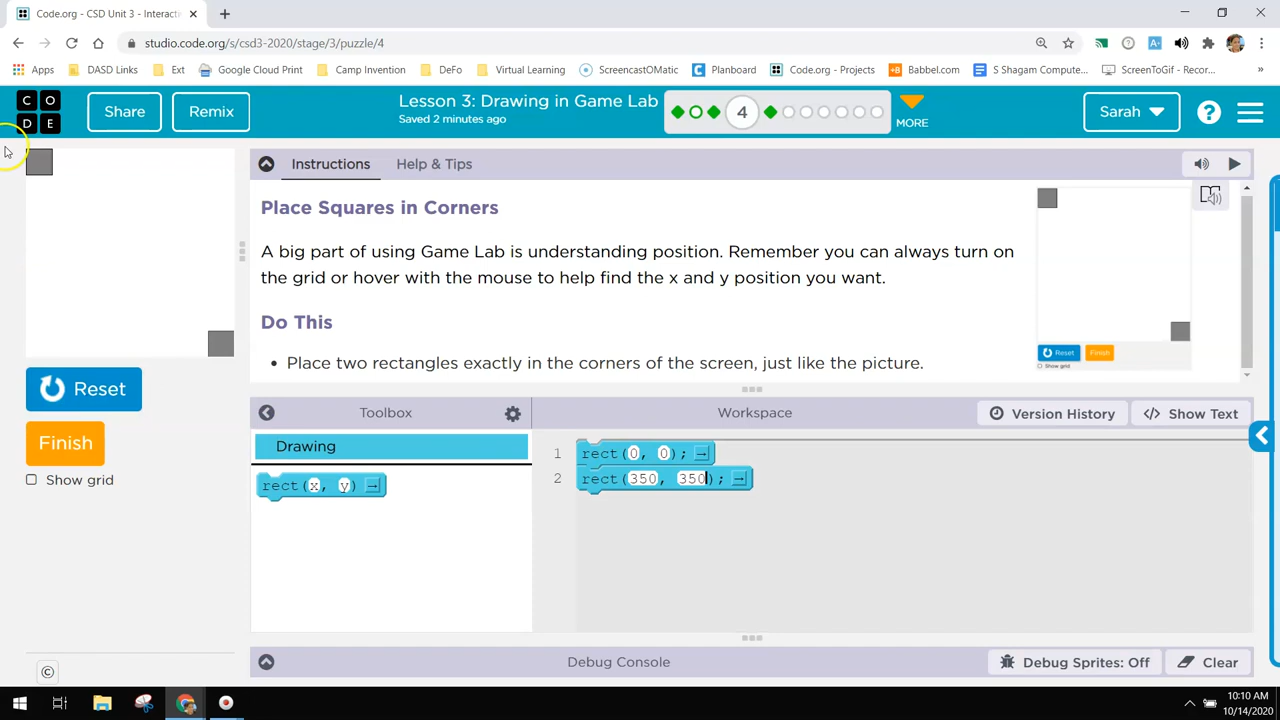 Code.org - CSD Unit 3 - Interacti
studio.code.org/s/csd3-2020/stage/3/puzzle/4
Apps DASD Links Ext Google Cloud Print Camp Invention DeFo Virtual Learning ScreencastOMatic Planboard Code.org - Projects Babbel.com S Shagam Compute... ScreenToGif - Recor... »
C O
D E
Share
Remix
Lesson 3: Drawing in Game Lab
Saved 2 minutes ago
4
MORE
Sarah
?
Instructions
Help & Tips
Place Squares in Corners
A big part of using Game Lab is understanding position. Remember you can always turn on
the grid or hover with the mouse to help find the x and y position you want.
Do This
• Place two rectangles exactly in the corners of the screen, just like the picture.
Reset
Finish
Show grid
Reset
Finish
Show grid
Toolbox
Workspace
Version History
</> Show Text
Drawing
rect(x, y)
1 rect(0, 0);
2 rect(350, 350);
©
Debug Console
Debug Sprites: Off
Clear
10:10 AM
10/14/2020